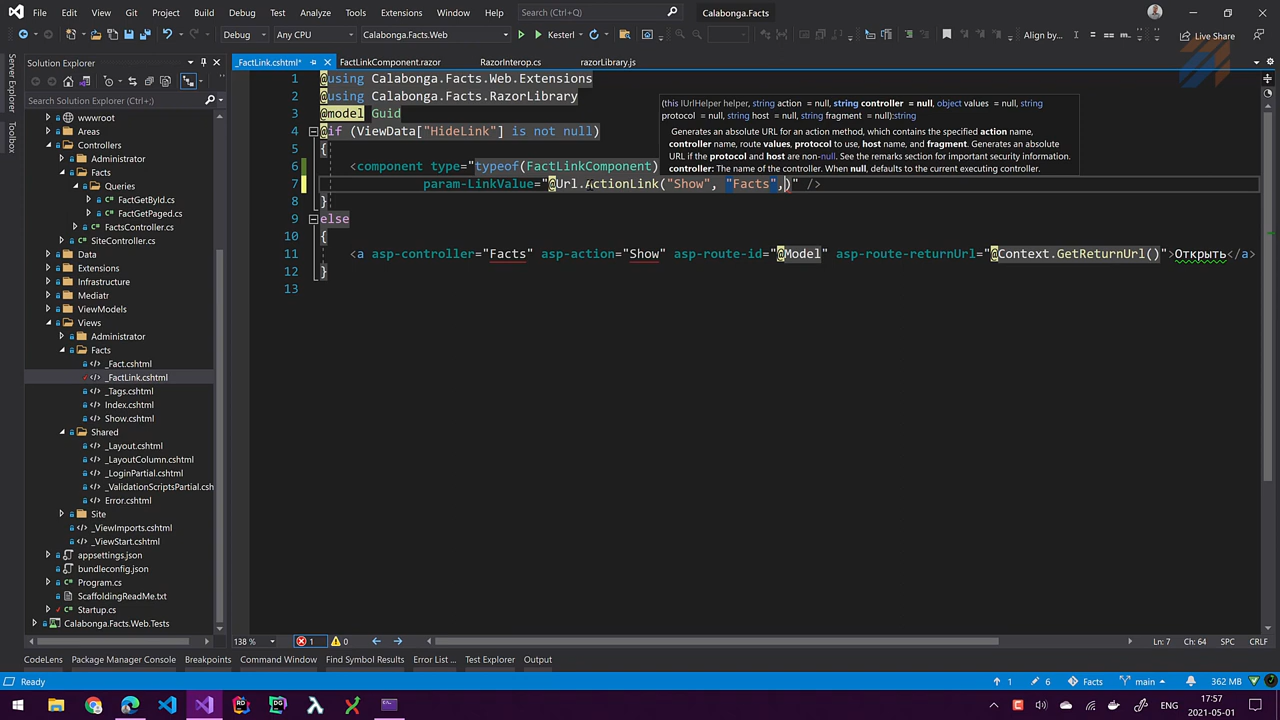 File Edit View Git Project Build Debug Test Analyze Tools Extensions Window Help Search (Ctrl+Q) Calabonga.Facts
Debug Any CPU Calabonga.Facts.Web Kestrel Align by... Live Share
Server Explorer
Toolbox
Solution Explorer
Search Solution Explorer (Ctrl+;)
wwwroot
Areas
Controllers
Administrator
Facts
Queries
FactGetById.cs
FactGetPaged.cs
FactsController.cs
SiteController.cs
Data
Extensions
Infrastructure
Mediatr
ViewModels
Views
Administrator
Facts
_Fact.cshtml
_FactLink.cshtml
_Tags.cshtml
Index.cshtml
Show.cshtml
Shared
_Layout.cshtml
_LayoutColumn.cshtml
_LoginPartial.cshtml
_ValidationScriptsPartial.csh
Error.cshtml
Site
_ViewImports.cshtml
_ViewStart.cshtml
appsettings.json
bundleconfig.json
Program.cs
ScaffoldingReadMe.txt
Startup.cs
Calabonga.Facts.Web.Tests
_FactLink.cshtml* FactLinkComponent.razor RazorInterop.cs razorLibrary.js
1 @using Calabonga.Facts.Web.Extensions
2 @using Calabonga.Facts.RazorLibrary
3 @model Guid
4 @if (ViewData["HideLink"] is not null)
5 {
6 <component type="typeof(FactLinkComponent)
7 param-LinkValue="@Url.ActionLink("Show", "Facts",)" />
8 }
9 else
10 {
11 <a asp-controller="Facts" asp-action="Show" asp-route-id="@Model" asp-route-returnUrl="@Context.GetReturnUrl()">Открыть</a>
12 }
13
(this IUrlHelper helper, string action = null, string controller = null, object values = null, string
protocol = null, string host = null, string fragment = null):string
Generates an absolute URL for an action method, which contains the specified action name,
controller name, route values, protocol to use, host name, and fragment. Generates an
absolute URL if the protocol and host are non-null. See the remarks section for important security information.
controller: The name of the controller. When null, defaults to the current executing controller.
138 % 1 0 Ln: 7 Ch: 64 SPC CRLF
CodeLens Package Manager Console Breakpoints Command Window Find Symbol Results Error List ... Test Explorer Output
Ready 1 6 Facts main 362 MB
ENG 17:57
2021-05-01